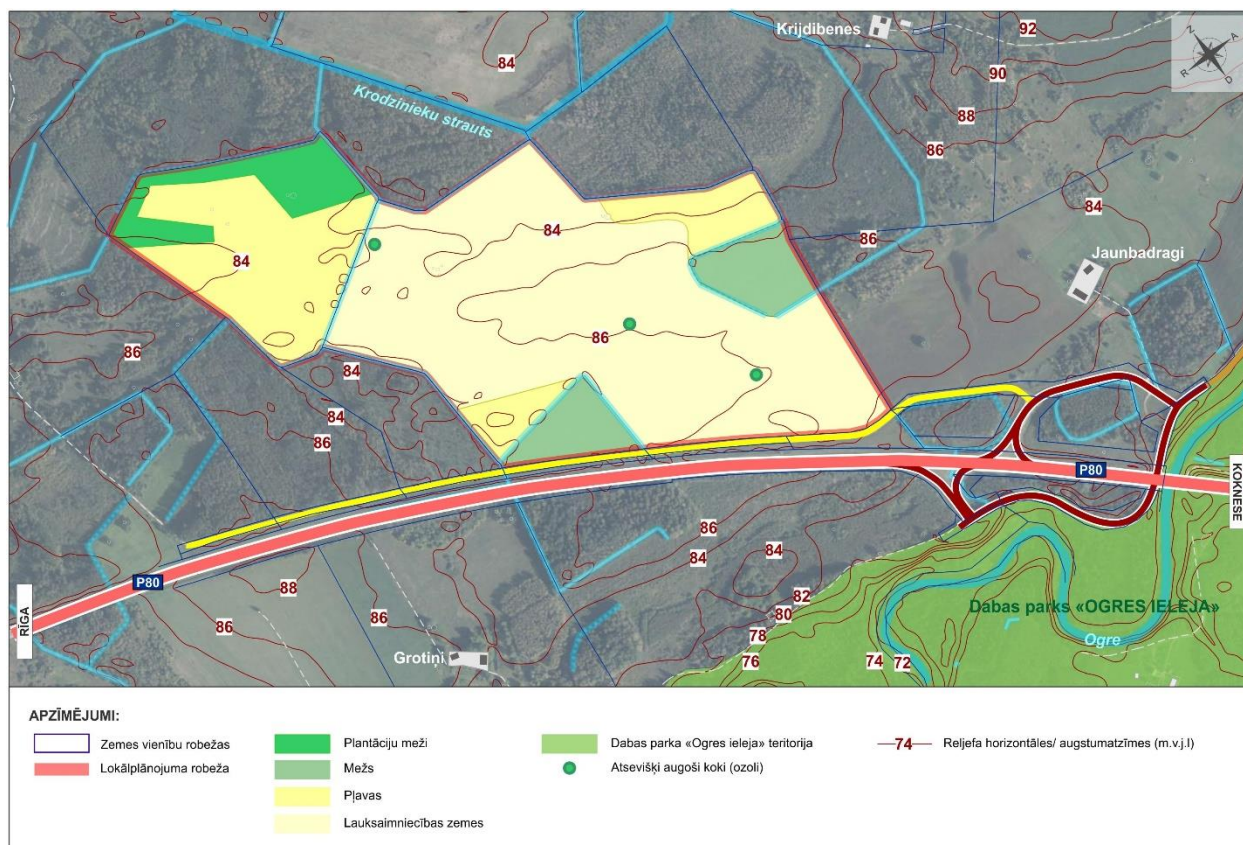 Krijdibenes
92
84
90
Z
A
R
D
Krodzinieku strauts
88
86
84
84
86
Jaunbadragi
84
86
86
84
84
86
P80
KOKNESE
86
84
84
88
P80
82
86
86
80
Dabas parks «OGRES IELEJA»
RĪGA
78
Ogre
Grotiņi
76
74
72
APZĪMĒJUMI:
Zemes vienību robežas
Lokālplānojuma robeža
Plantāciju meži
Mežs
Pļavas
Lauksaimniecības zemes
Dabas parka «Ogres ieleja» teritorija
Atsevišķi augoši koki (ozoli)
74 Reljefa horizontāles/ augstumatzīmes (m.v.j.l)